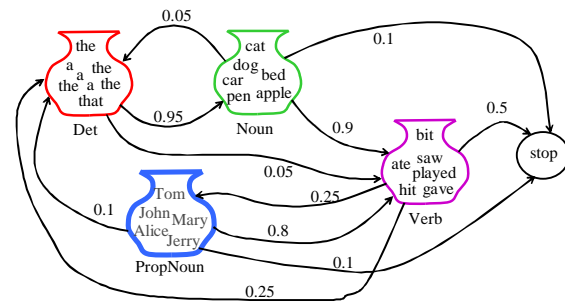 0.05
0.1
the
a the
a
the a the
that
cat
dog
car bed
pen apple
0.95
Det
Noun
0.9
0.5
bit
ate saw
played
hit gave
Verb
stop
0.05
0.25
Tom
John
Mary
Alice
Jerry
PropNoun
0.1
0.8
0.1
0.25